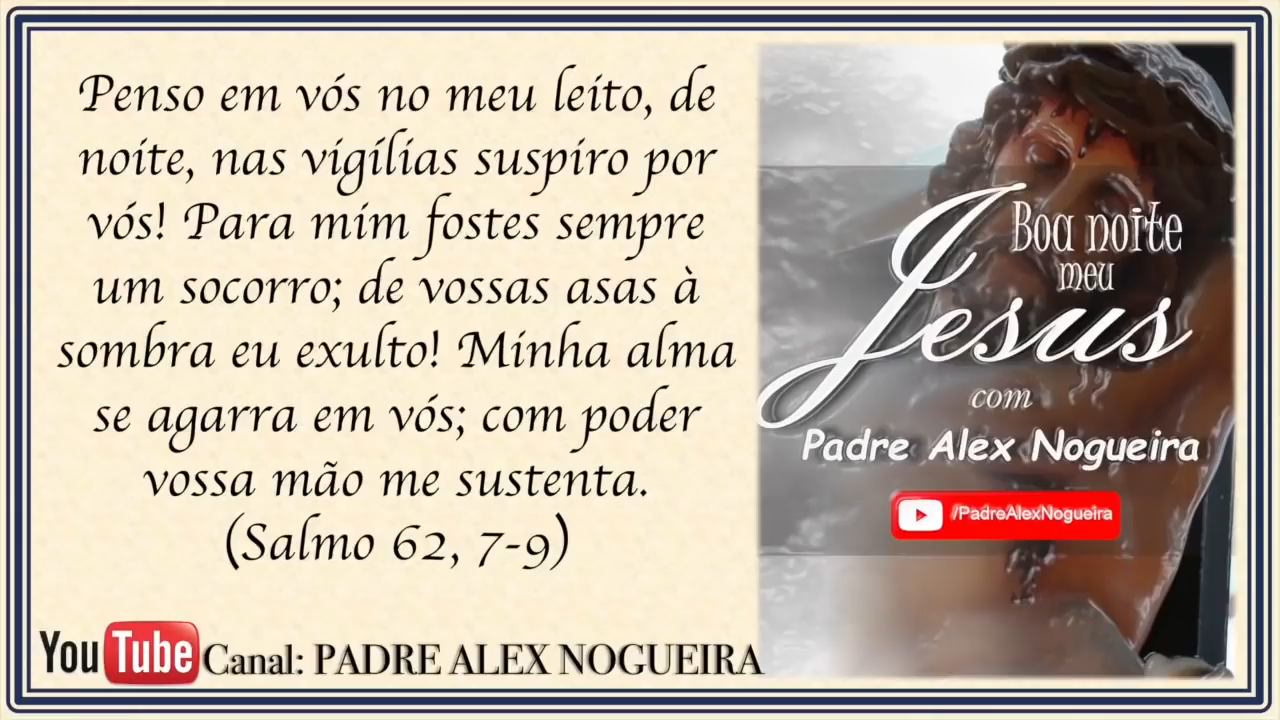 Penso em vós no meu leito, de
noite, nas vigílias suspiro por
vós! Para mim fostes sempre
um socorro; de vossas asas à
sombra eu exulto! Minha alma
se agarra em vós; com poder
vossa mão me sustenta.
(Salmo 62, 7-9)
YouTube Canal: PADRE ALEX NOGUEIRA
Boa noite
meu
Jesus
com
Padre Alex Nogueira
/PadreAlexNogueira